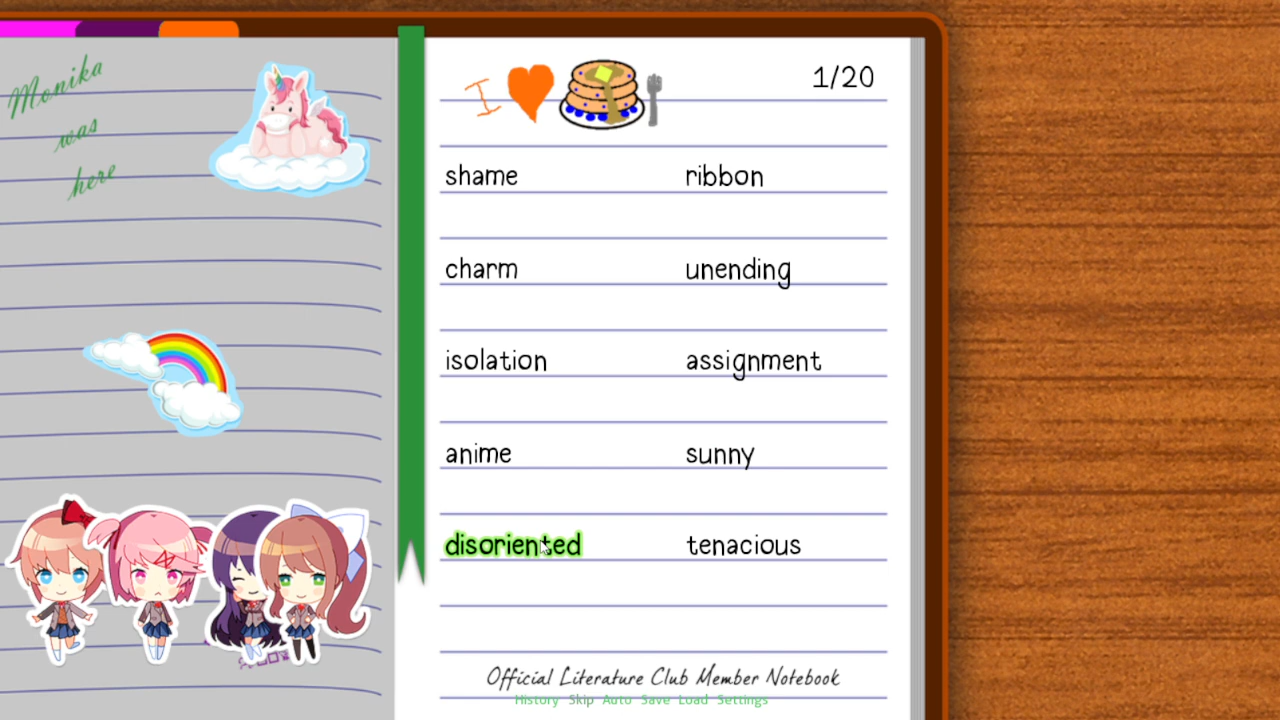 Monika
was
here
I
1/20
shame ribbon
charm unending
isolation assignment
anime sunny
disoriented tenacious
Official Literature Club Member Notebook
History Skip Auto Save Load Settings